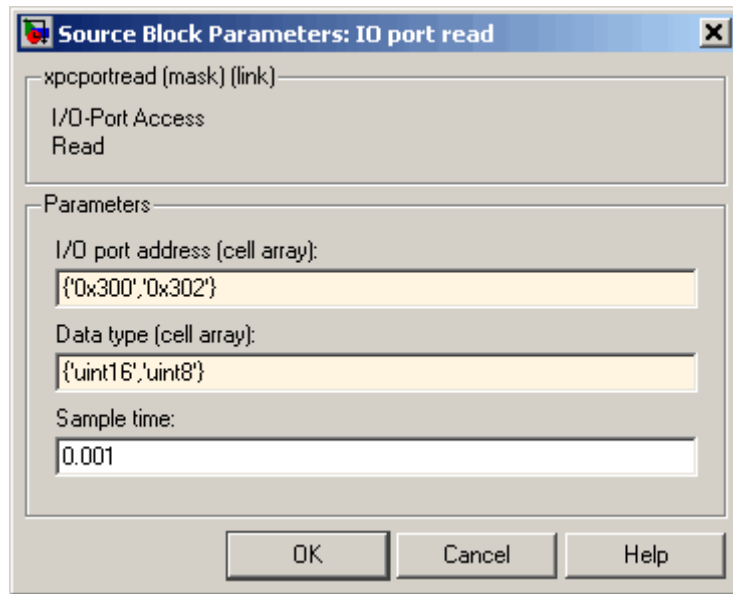 Source Block Parameters: IO port read
xpcportread (mask) (link)
I/O-Port Access
Read
Parameters
I/O port address (cell array):
{'0x300','0x302'}
Data type (cell array):
{'uint16','uint8'}
Sample time:
0.001
OK
Cancel
Help